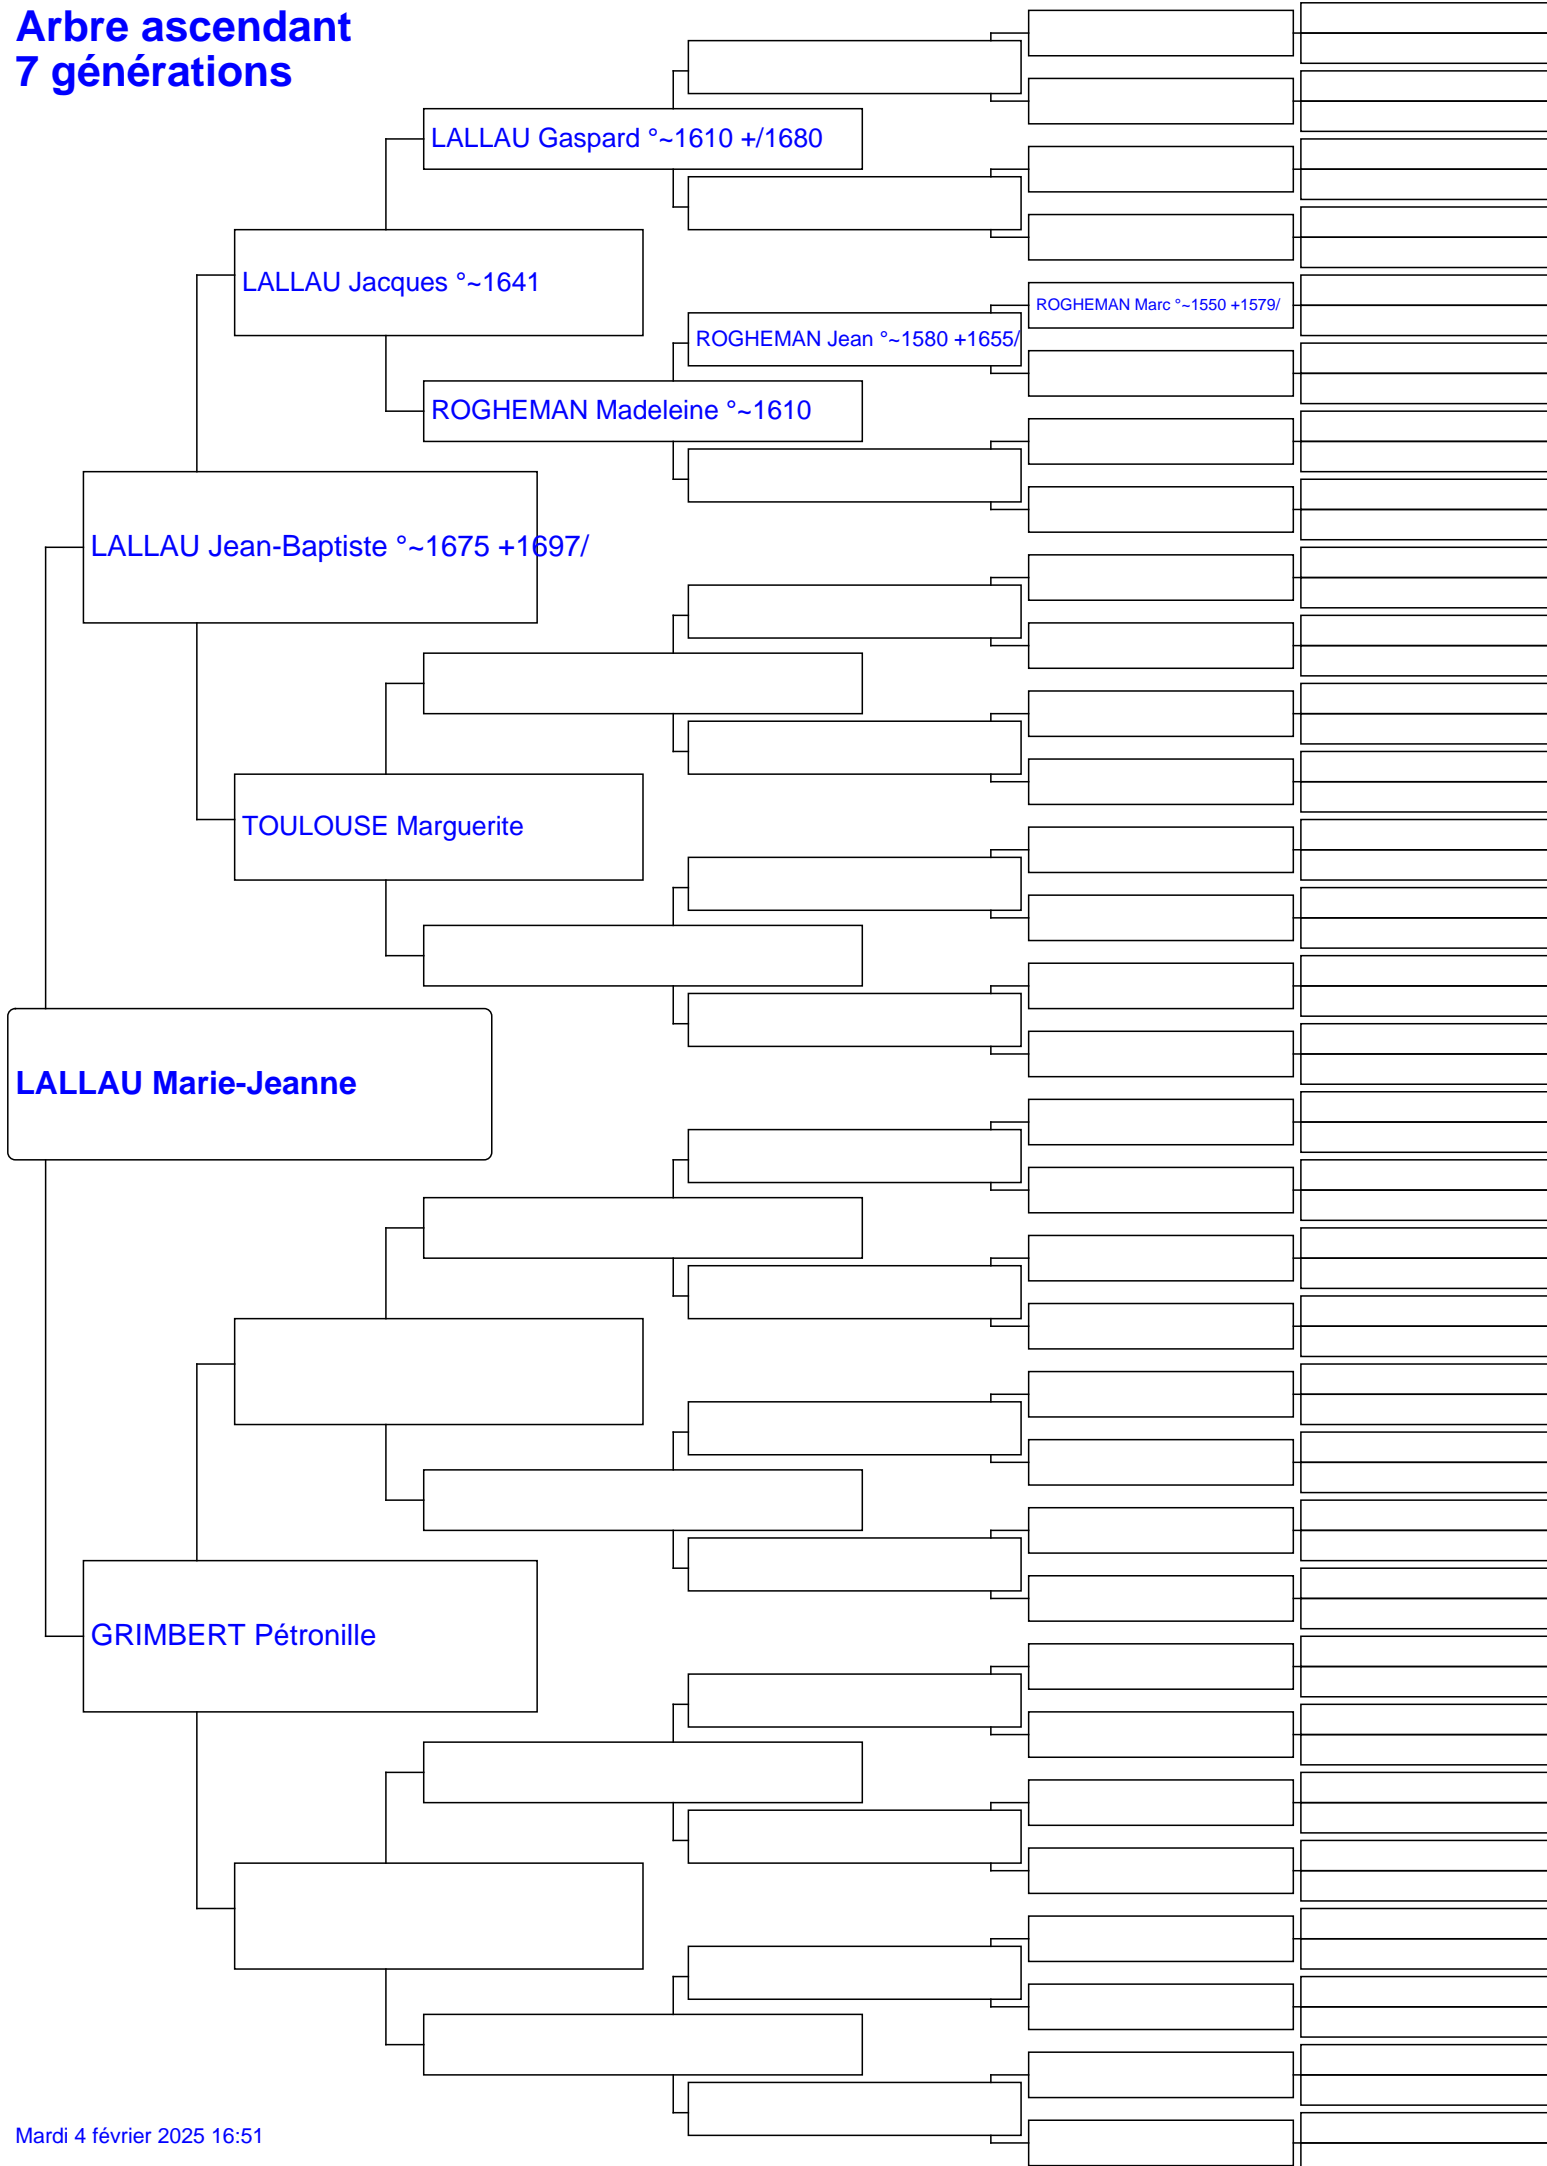 Arbre ascendant
7 générations
LALLAU Gaspard °~1610 +/1680
LALLAU Jacques °~1641
ROGHEMAN Marc °~1550 +1579/
ROGHEMAN Jean °~1580 +1655/
ROGHEMAN Madeleine °~1610
LALLAU Jean-Baptiste °~1675 +1697/
TOULOUSE Marguerite
LALLAU Marie-Jeanne
GRIMBERT Pétronille
Mardi 4 février 2025 16:51